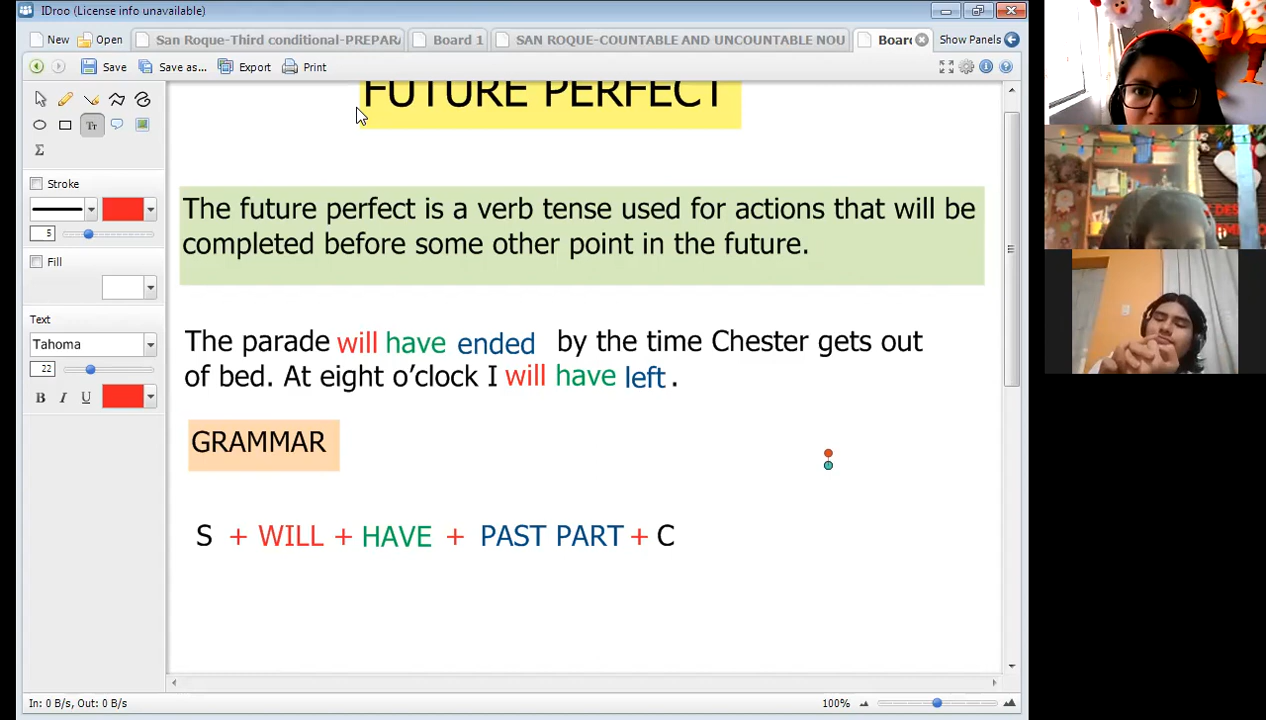 IDroo (License info unavailable)
New Open San Roque-Third conditional-PREPAR Board 1 SAN ROQUE-COUNTABLE AND UNCOUNTABLE NOU Board Show Panels
Save Save as... Export Print
FUTURE PERFECT
Tr
Σ
Stroke
5
Fill
Text
Tahoma
22
B I U
The future perfect is a verb tense used for actions that will be
completed before some other point in the future.
The parade will have ended by the time Chester gets out
of bed. At eight o’clock I will have left .
GRAMMAR
S + WILL + HAVE + PAST PART + C
In: 0 B/s, Out: 0 B/s
100%